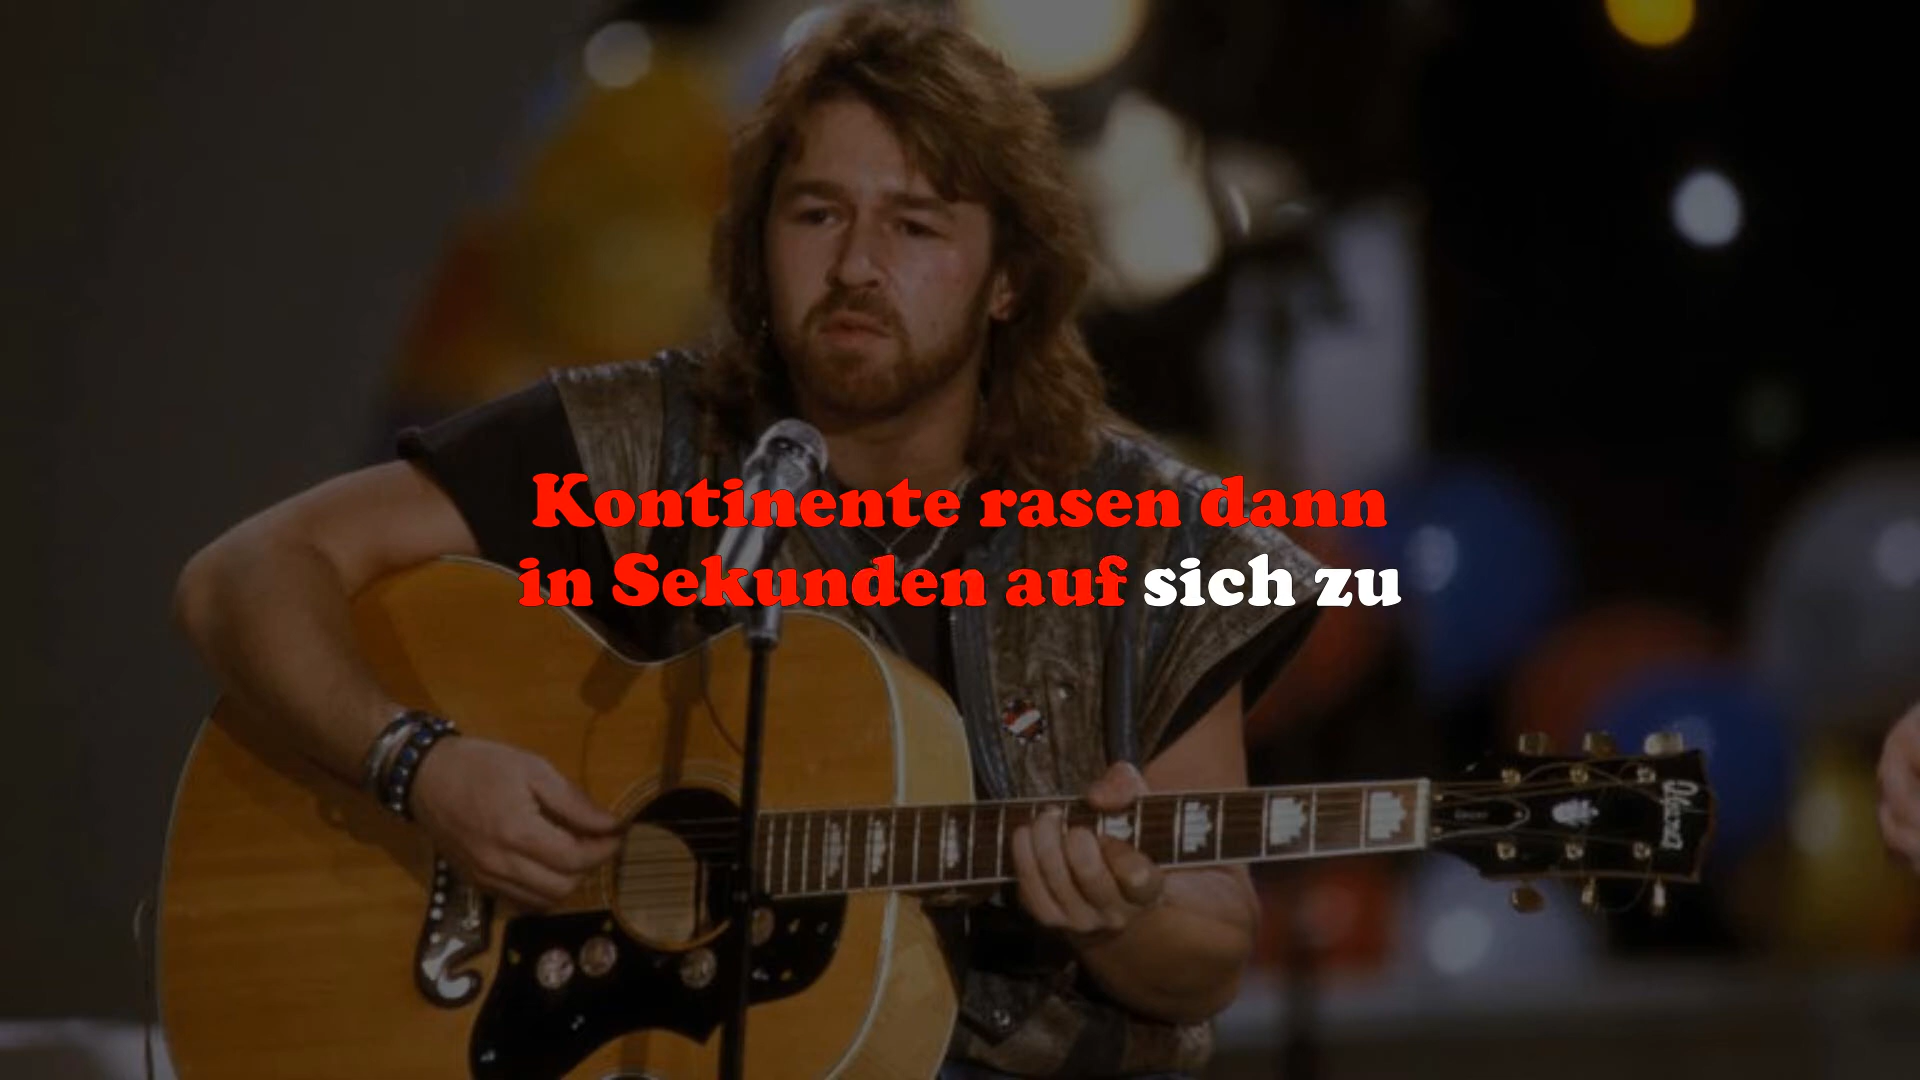 Kontinente rasen dann
in Sekunden auf sich zu